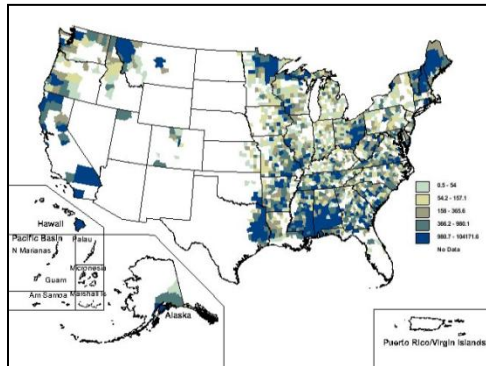 0.5 - 54
54.2 - 157.1
158 - 365.6
366.2 - 980.1
No Data
Hawaii
Pacific Basin
Palau
N Marianas
Micronesia
Guam
Am Samoa
Marshall Is
Alaska
Puerto Rico/Virgin Islands